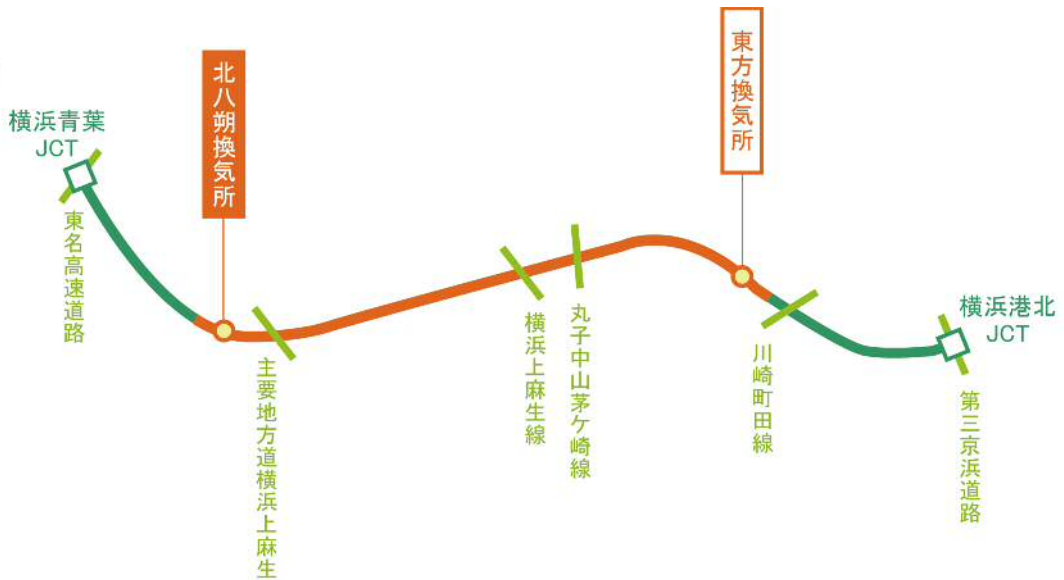 横浜青葉
JCT
東名高速道路
北八朔換気所
主要地方道横浜上麻生
横浜上麻生線
丸子中山茅ケ崎線
東方換気所
川崎町田線
横浜港北
JCT
第三京浜道路